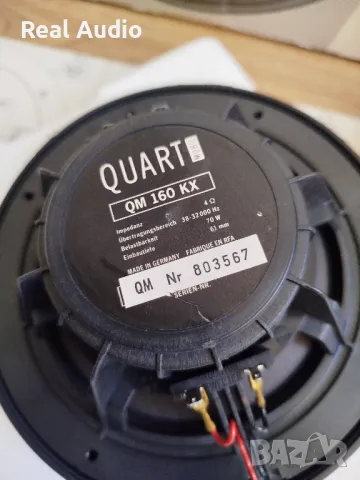 Real Audio
QUART
QM 160 KX
Impedanz 4 Ω
Übertragungsbereich 38-32000 Hz
Belastbarkeit 70 W
Einbautiefe 61 mm
MADE IN GERMANY FABRIQUE EN RFA
QM Nr 803567
SERIEN-NR.
BAZAR